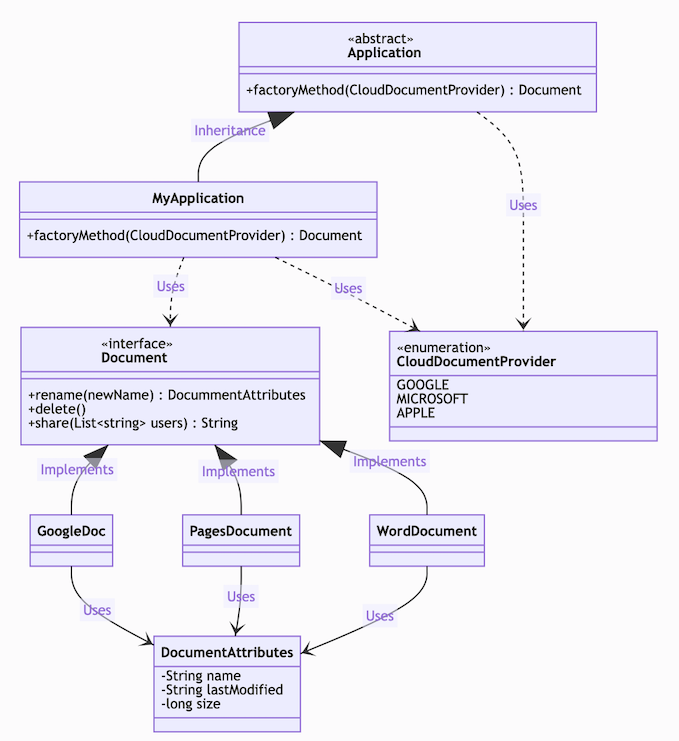 «abstract»
Application
+factoryMethod(CloudDocumentProvider) : Document
Inheritance
MyApplication
+factoryMethod(CloudDocumentProvider) : Document
Uses
Uses
Uses
«interface»
Document
+rename(newName) : DocummentAttributes
+delete()
+share(List<string> users) : String
«enumeration»
CloudDocumentProvider
GOOGLE
MICROSOFT
APPLE
Implements
Implements
Implements
GoogleDoc
PagesDocument
WordDocument
Uses
Uses
Uses
DocumentAttributes
-String name
-String lastModified
-long size